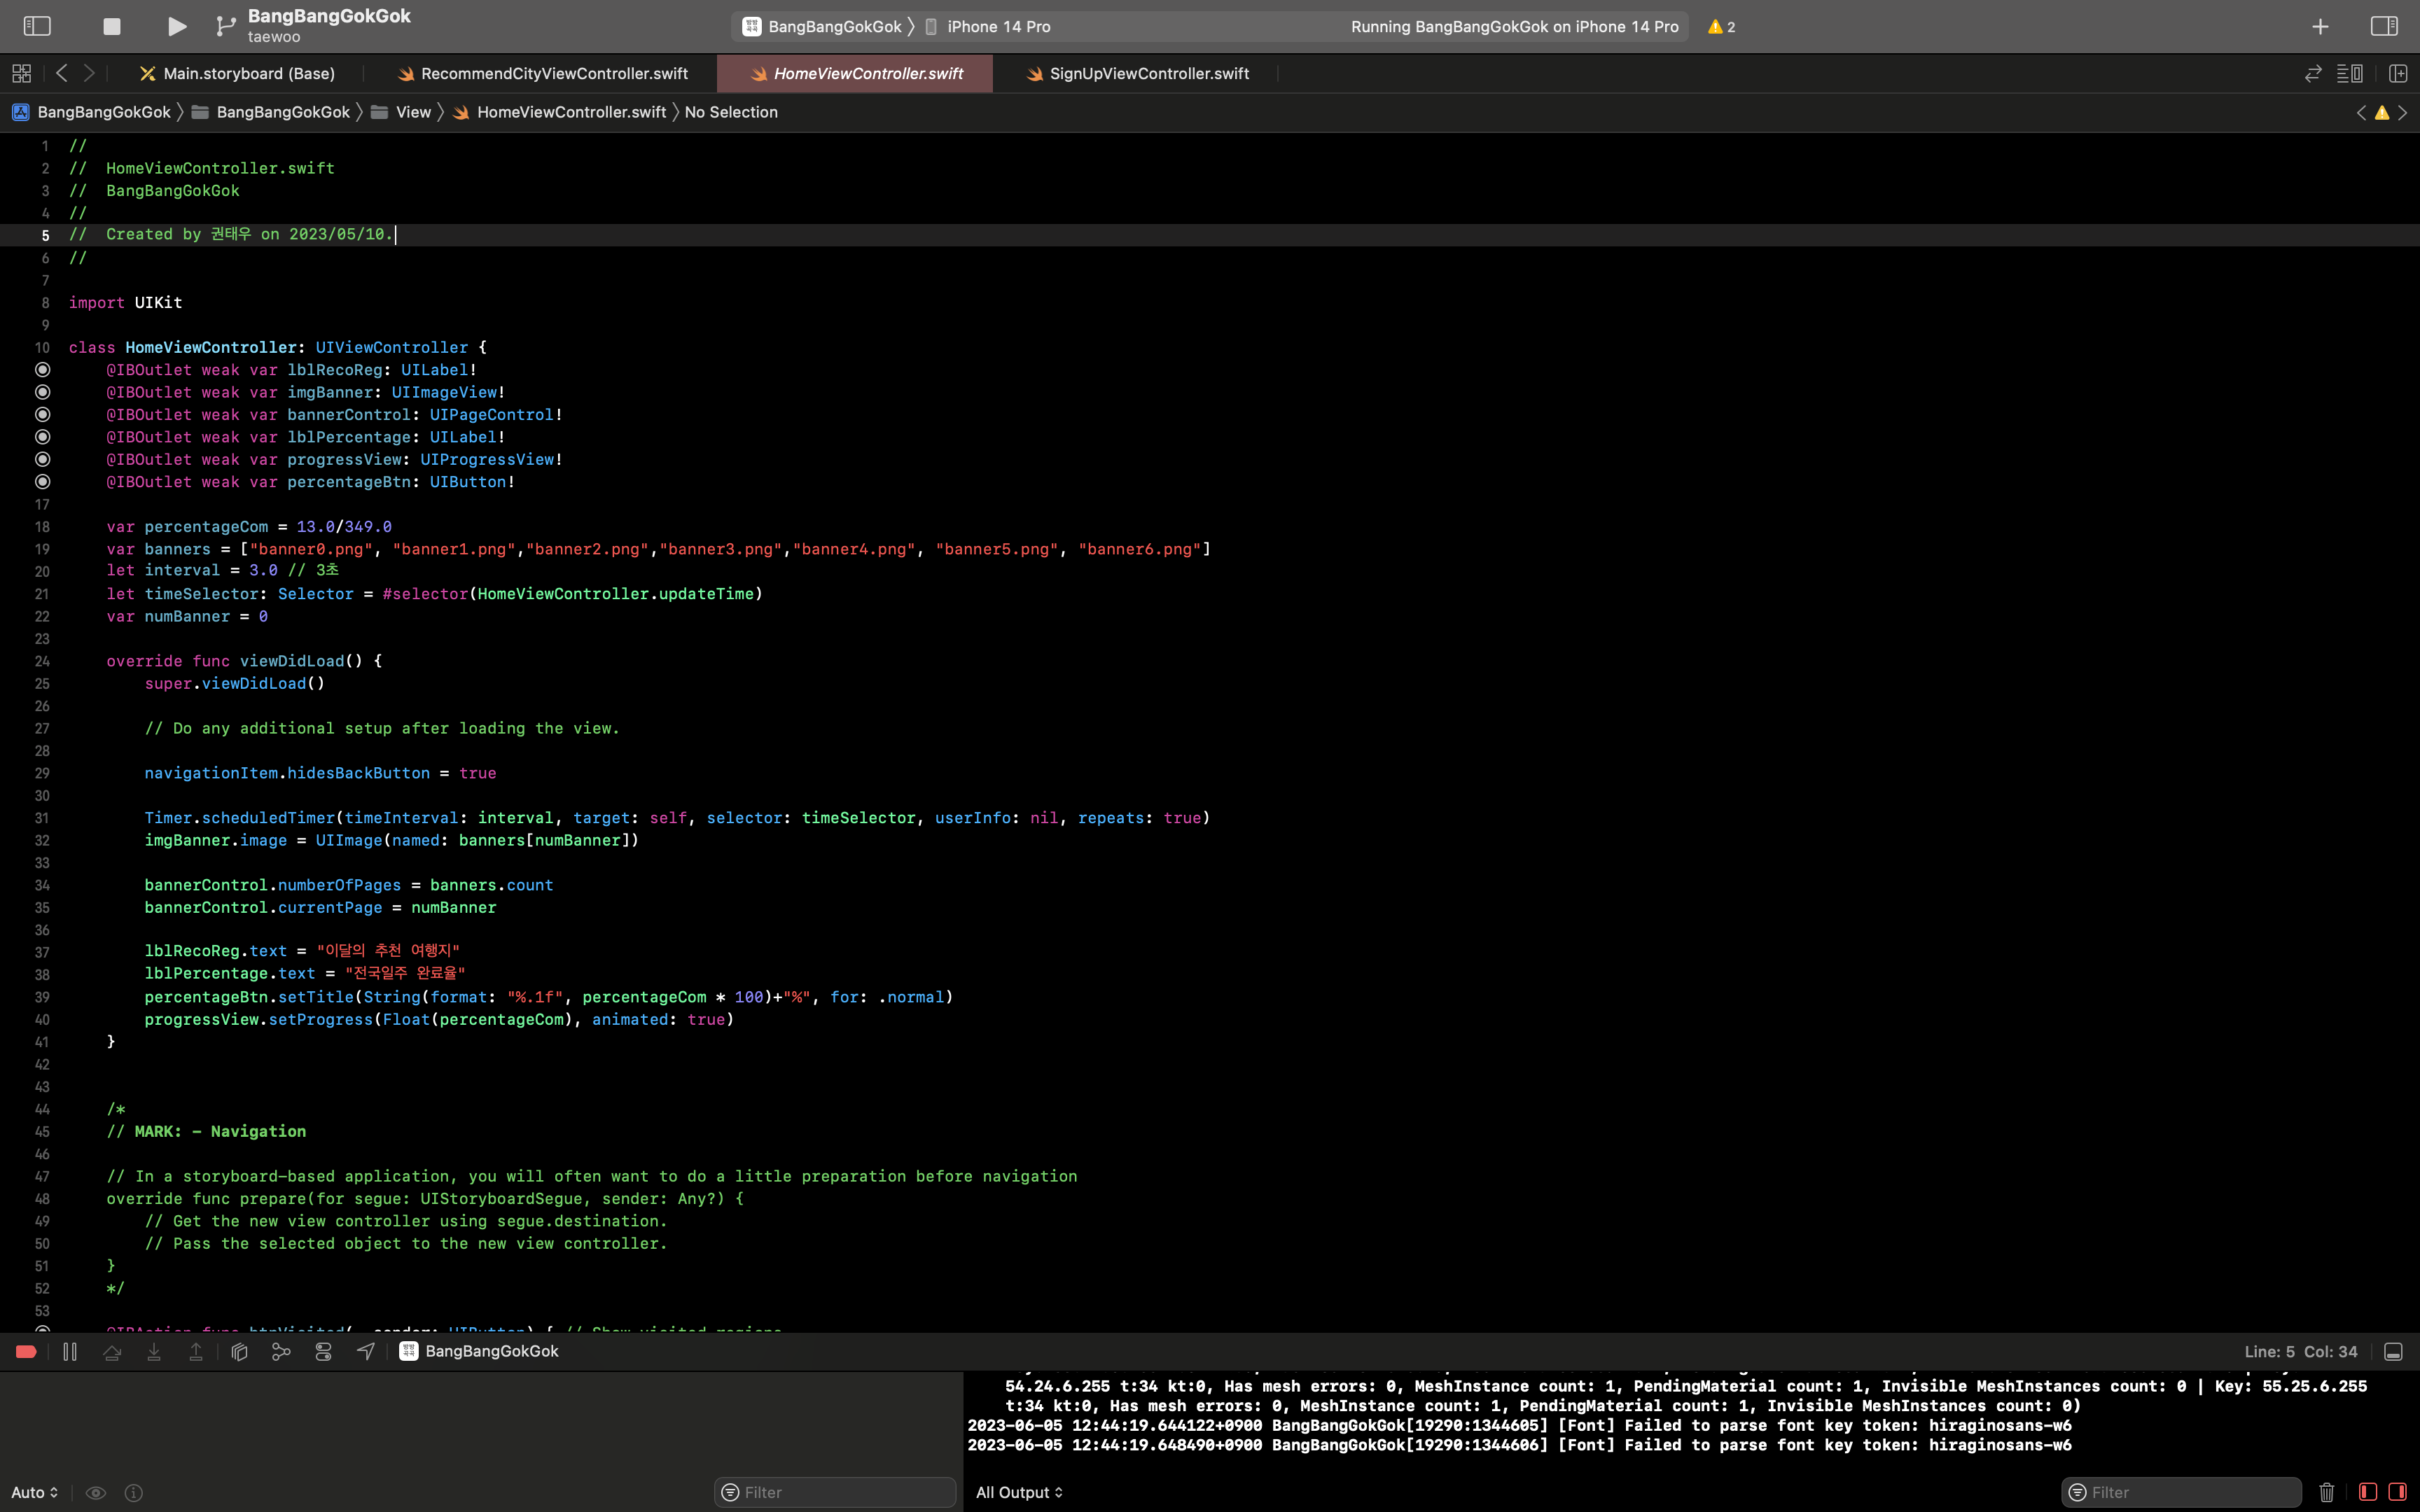 BangBangGokGok
taewoo
BangBangGokGok 〉 iPhone 14 Pro
Running BangBangGokGok on iPhone 14 Pro
2
Main.storyboard (Base)
RecommendCityViewController.swift
HomeViewController.swift
SignUpViewController.swift
BangBangGokGok 〉 BangBangGokGok 〉 View 〉 HomeViewController.swift 〉 No Selection
1 //
2 //  HomeViewController.swift
3 //  BangBangGokGok
4 //
5 //  Created by 권태우 on 2023/05/10.
6 //
7
8 import UIKit
9
10 class HomeViewController: UIViewController {
    @IBOutlet weak var lblRecoReg: UILabel!
    @IBOutlet weak var imgBanner: UIImageView!
    @IBOutlet weak var bannerControl: UIPageControl!
    @IBOutlet weak var lblPercentage: UILabel!
    @IBOutlet weak var progressView: UIProgressView!
    @IBOutlet weak var percentageBtn: UIButton!
17
18     var percentageCom = 13.0/349.0
19     var banners = ["banner0.png", "banner1.png","banner2.png","banner3.png","banner4.png", "banner5.png", "banner6.png"]
20     let interval = 3.0 // 3초
21     let timeSelector: Selector = #selector(HomeViewController.updateTime)
22     var numBanner = 0
23
24     override func viewDidLoad() {
25         super.viewDidLoad()
26
27         // Do any additional setup after loading the view.
28
29         navigationItem.hidesBackButton = true
30
31         Timer.scheduledTimer(timeInterval: interval, target: self, selector: timeSelector, userInfo: nil, repeats: true)
32         imgBanner.image = UIImage(named: banners[numBanner])
33
34         bannerControl.numberOfPages = banners.count
35         bannerControl.currentPage = numBanner
36
37         lblRecoReg.text = "이달의 추천 여행지"
38         lblPercentage.text = "전국일주 완료율"
39         percentageBtn.setTitle(String(format: "%.1f", percentageCom * 100)+"%", for: .normal)
40         progressView.setProgress(Float(percentageCom), animated: true)
41     }
42
43
44     /*
45     // MARK: - Navigation
46
47     // In a storyboard-based application, you will often want to do a little preparation before navigation
48     override func prepare(for segue: UIStoryboardSegue, sender: Any?) {
49         // Get the new view controller using segue.destination.
50         // Pass the selected object to the new view controller.
51     }
52     */
53
    @IBAction func btnVisited(_ sender: UIButton) { // Show visited regions
BangBangGokGok
Line: 5  Col: 34
54.24.6.255 t:34 kt:0, Has mesh errors: 0, MeshInstance count: 1, PendingMaterial count: 1, Invisible MeshInstances count: 0 | Key: 55.25.6.255
t:34 kt:0, Has mesh errors: 0, MeshInstance count: 1, PendingMaterial count: 1, Invisible MeshInstances count: 0)
2023-06-05 12:44:19.644122+0900 BangBangGokGok[19290:1344605] [Font] Failed to parse font key token: hiraginosans-w6
2023-06-05 12:44:19.648490+0900 BangBangGokGok[19290:1344606] [Font] Failed to parse font key token: hiraginosans-w6
Auto
Filter
All Output
Filter